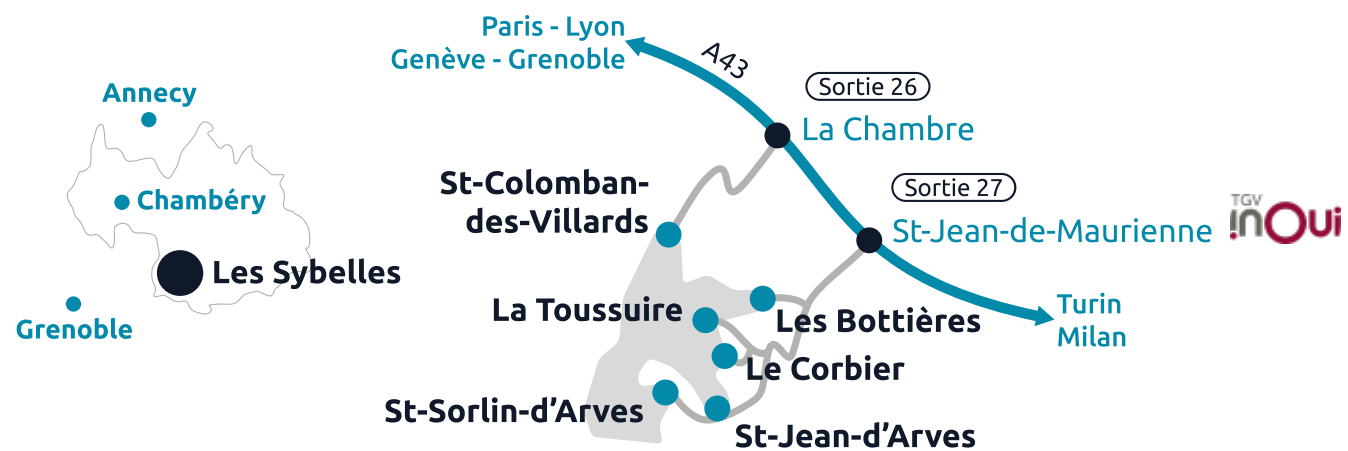 Annecy
Chambéry
Les Sybelles
Grenoble
Paris - Lyon
Genève - Grenoble
A43
Sortie 26
La Chambre
Sortie 27
St-Jean-de-Maurienne
TGV
inOui
Turin
Milan
St-Colomban-
des-Villards
La Toussuire
Les Bottières
Le Corbier
St-Sorlin-d’Arves
St-Jean-d’Arves